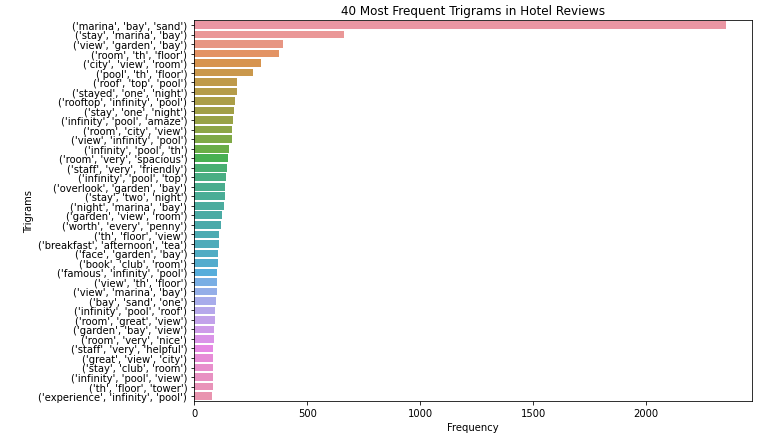 40 Most Frequent Trigrams in Hotel Reviews
('marina', 'bay', 'sand')
('stay', 'marina', 'bay')
('view', 'garden', 'bay')
('room', 'th', 'floor')
('city', 'view', 'room')
('pool', 'th', 'floor')
('roof', 'top', 'pool')
('stayed', 'one', 'night')
('rooftop', 'infinity', 'pool')
('stay', 'one', 'night')
('infinity', 'pool', 'amaze')
('room', 'city', 'view')
('view', 'infinity', 'pool')
('infinity', 'pool', 'th')
('room', 'very', 'spacious')
('staff', 'very', 'friendly')
('infinity', 'pool', 'top')
('overlook', 'garden', 'bay')
('stay', 'two', 'night')
('night', 'marina', 'bay')
('garden', 'view', 'room')
('worth', 'every', 'penny')
('th', 'floor', 'view')
('breakfast', 'afternoon', 'tea')
('face', 'garden', 'bay')
('book', 'club', 'room')
('famous', 'infinity', 'pool')
('view', 'th', 'floor')
('view', 'marina', 'bay')
('bay', 'sand', 'one')
('infinity', 'pool', 'roof')
('room', 'great', 'view')
('garden', 'bay', 'view')
('room', 'very', 'nice')
('staff', 'very', 'helpful')
('great', 'view', 'city')
('stay', 'club', 'room')
('infinity', 'pool', 'view')
('th', 'floor', 'tower')
('experience', 'infinity', 'pool')
Trigrams
0 500 1000 1500 2000
Frequency